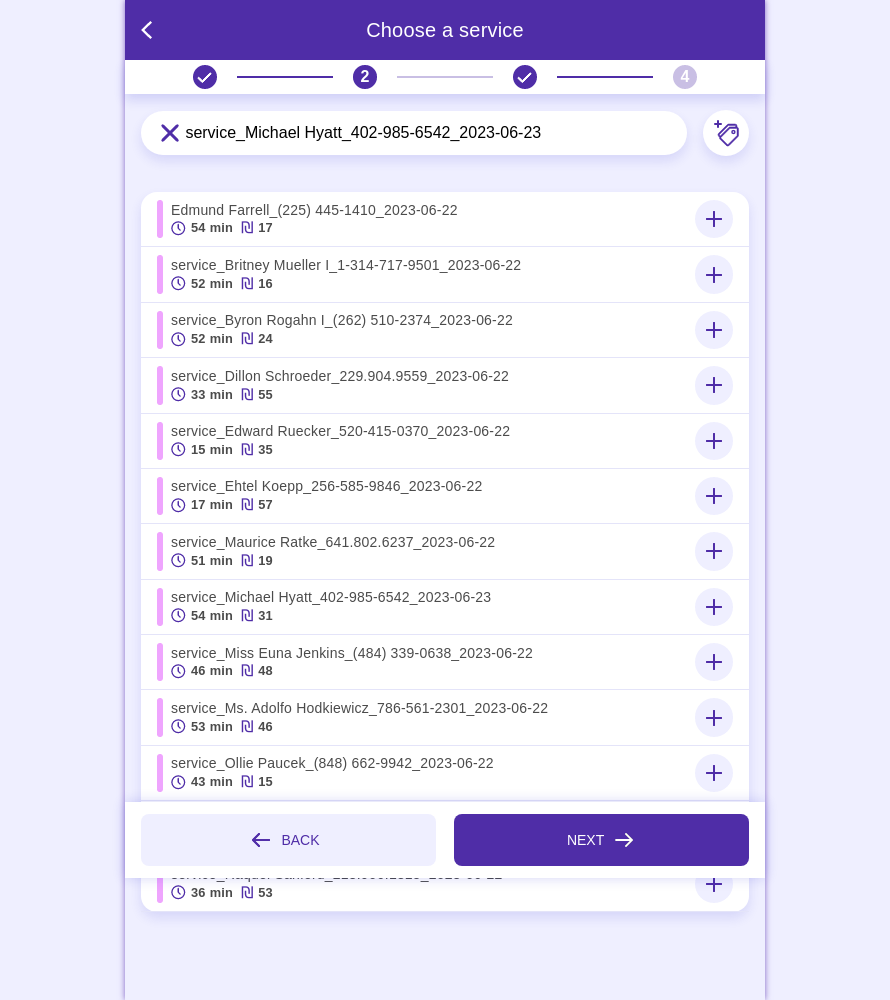 Choose a service
2
4
service_Michael Hyatt_402-985-6542_2023-06-23
Edmund Farrell_(225) 445-1410_2023-06-22
54 min ₪ 17
service_Britney Mueller I_1-314-717-9501_2023-06-22
52 min ₪ 16
service_Byron Rogahn I_(262) 510-2374_2023-06-22
52 min ₪ 24
service_Dillon Schroeder_229.904.9559_2023-06-22
33 min ₪ 55
service_Edward Ruecker_520-415-0370_2023-06-22
15 min ₪ 35
service_Ehtel Koepp_256-585-9846_2023-06-22
17 min ₪ 57
service_Maurice Ratke_641.802.6237_2023-06-22
51 min ₪ 19
service_Michael Hyatt_402-985-6542_2023-06-23
54 min ₪ 31
service_Miss Euna Jenkins_(484) 339-0638_2023-06-22
46 min ₪ 48
service_Ms. Adolfo Hodkiewicz_786-561-2301_2023-06-22
53 min ₪ 46
service_Ollie Paucek_(848) 662-9942_2023-06-22
43 min ₪ 15
BACK
NEXT
36 min ₪ 53